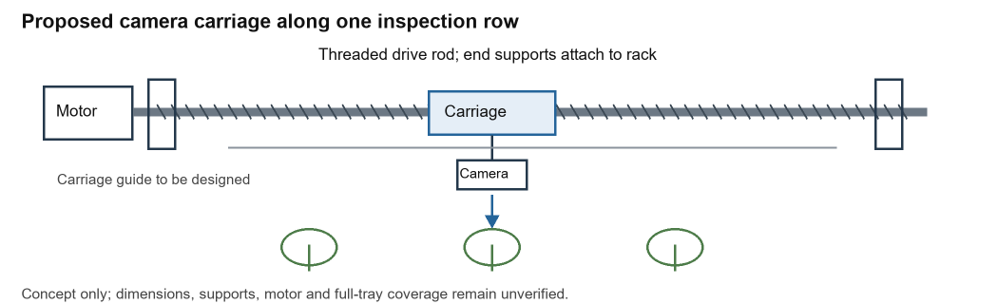 Proposed camera carriage along one inspection row
Threaded drive rod; end supports attach to rack
Motor
Carriage
Camera
Carriage guide to be designed
Concept only; dimensions, supports, motor and full-tray coverage remain unverified.